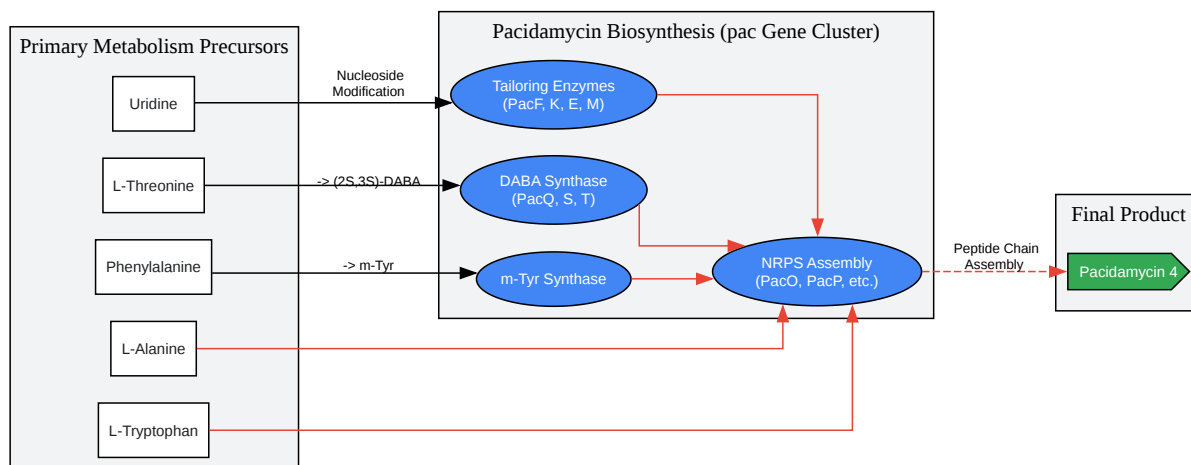 Primary Metabolism Precursors
Uridine
L-Threonine
Phenylalanine
L-Alanine
L-Tryptophan
Nucleoside
Modification
-> (2S,3S)-DABA
-> m-Tyr
Pacidamycin Biosynthesis (pac Gene Cluster)
Tailoring Enzymes
(PacF, K, E, M)
DABA Synthase
(PacQ, S, T)
m-Tyr Synthase
NRPS Assembly
(PacO, PacP, etc.)
Peptide Chain
Assembly
Final Product
Pacidamycin 4